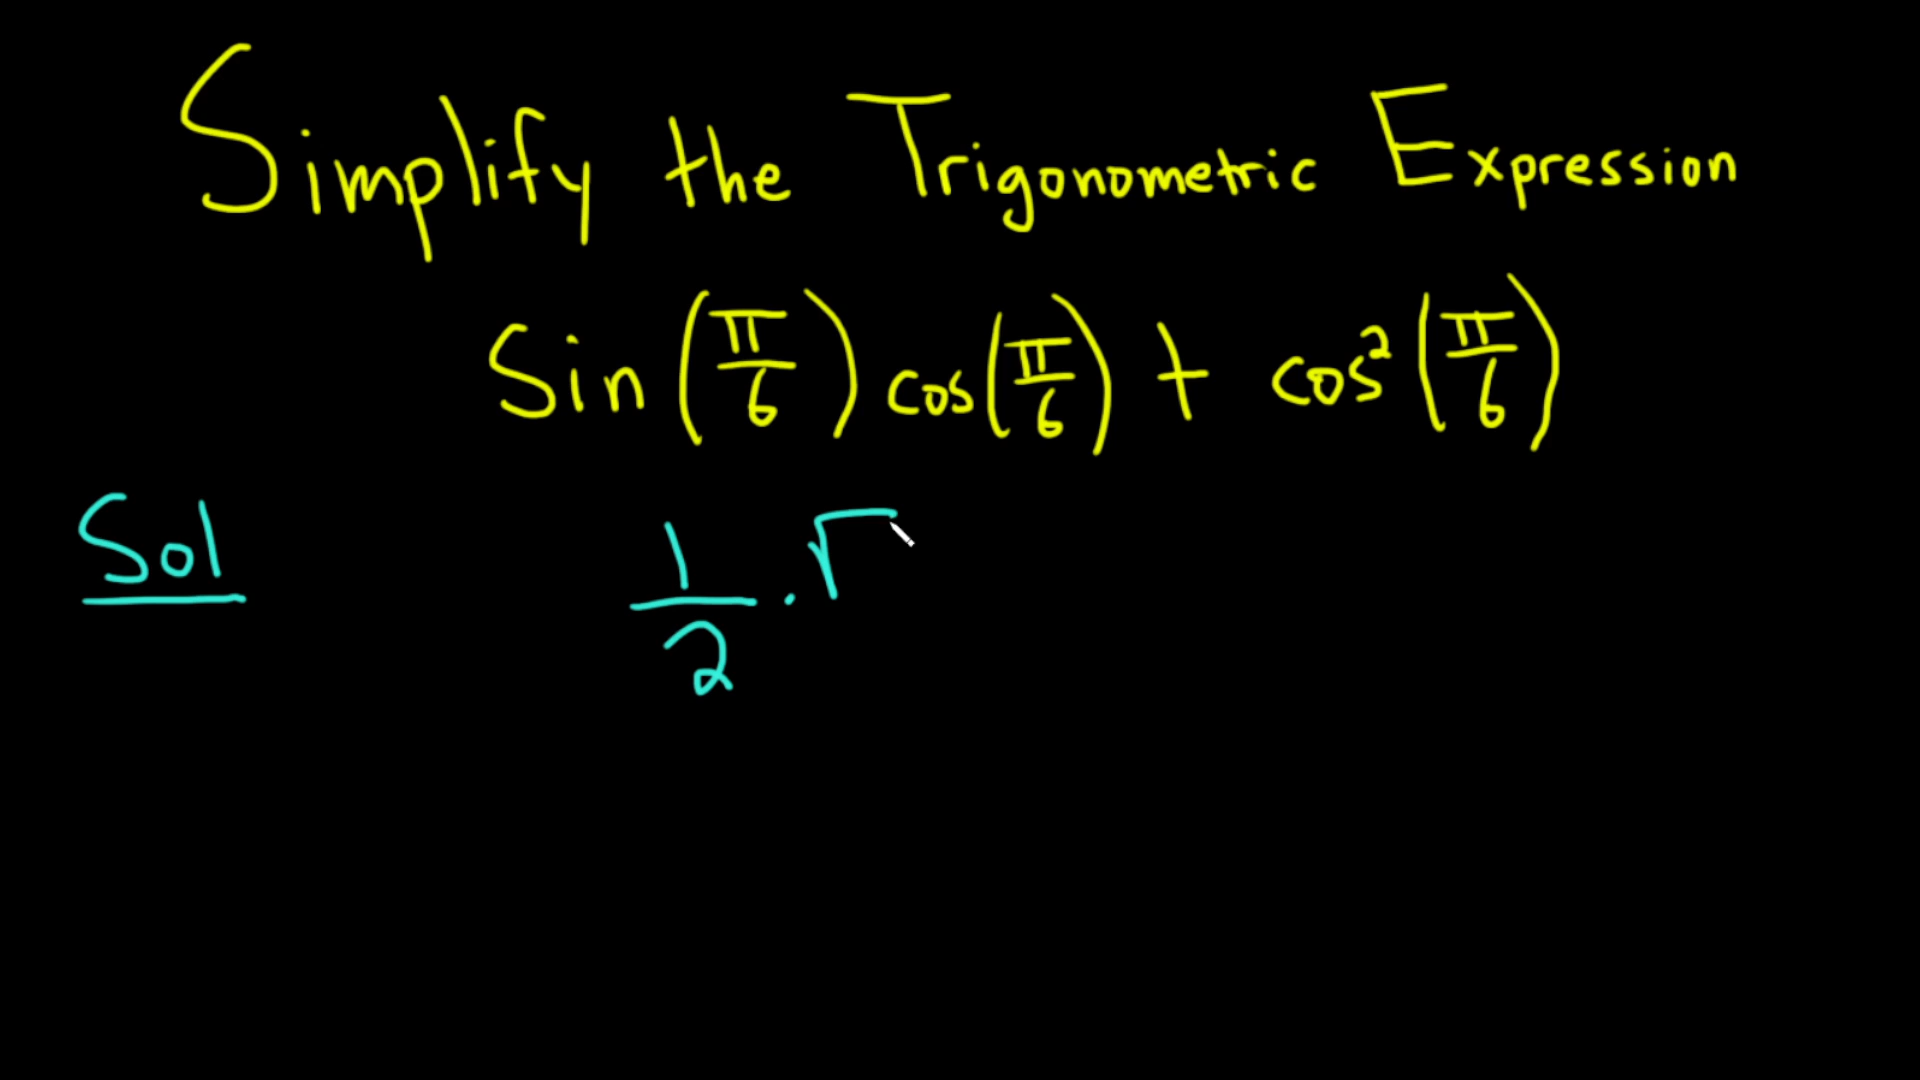 Simplify the Trigonometric Expression
Sin(π/6) cos(π/6) + cos²(π/6)
Sol
1/2 · √